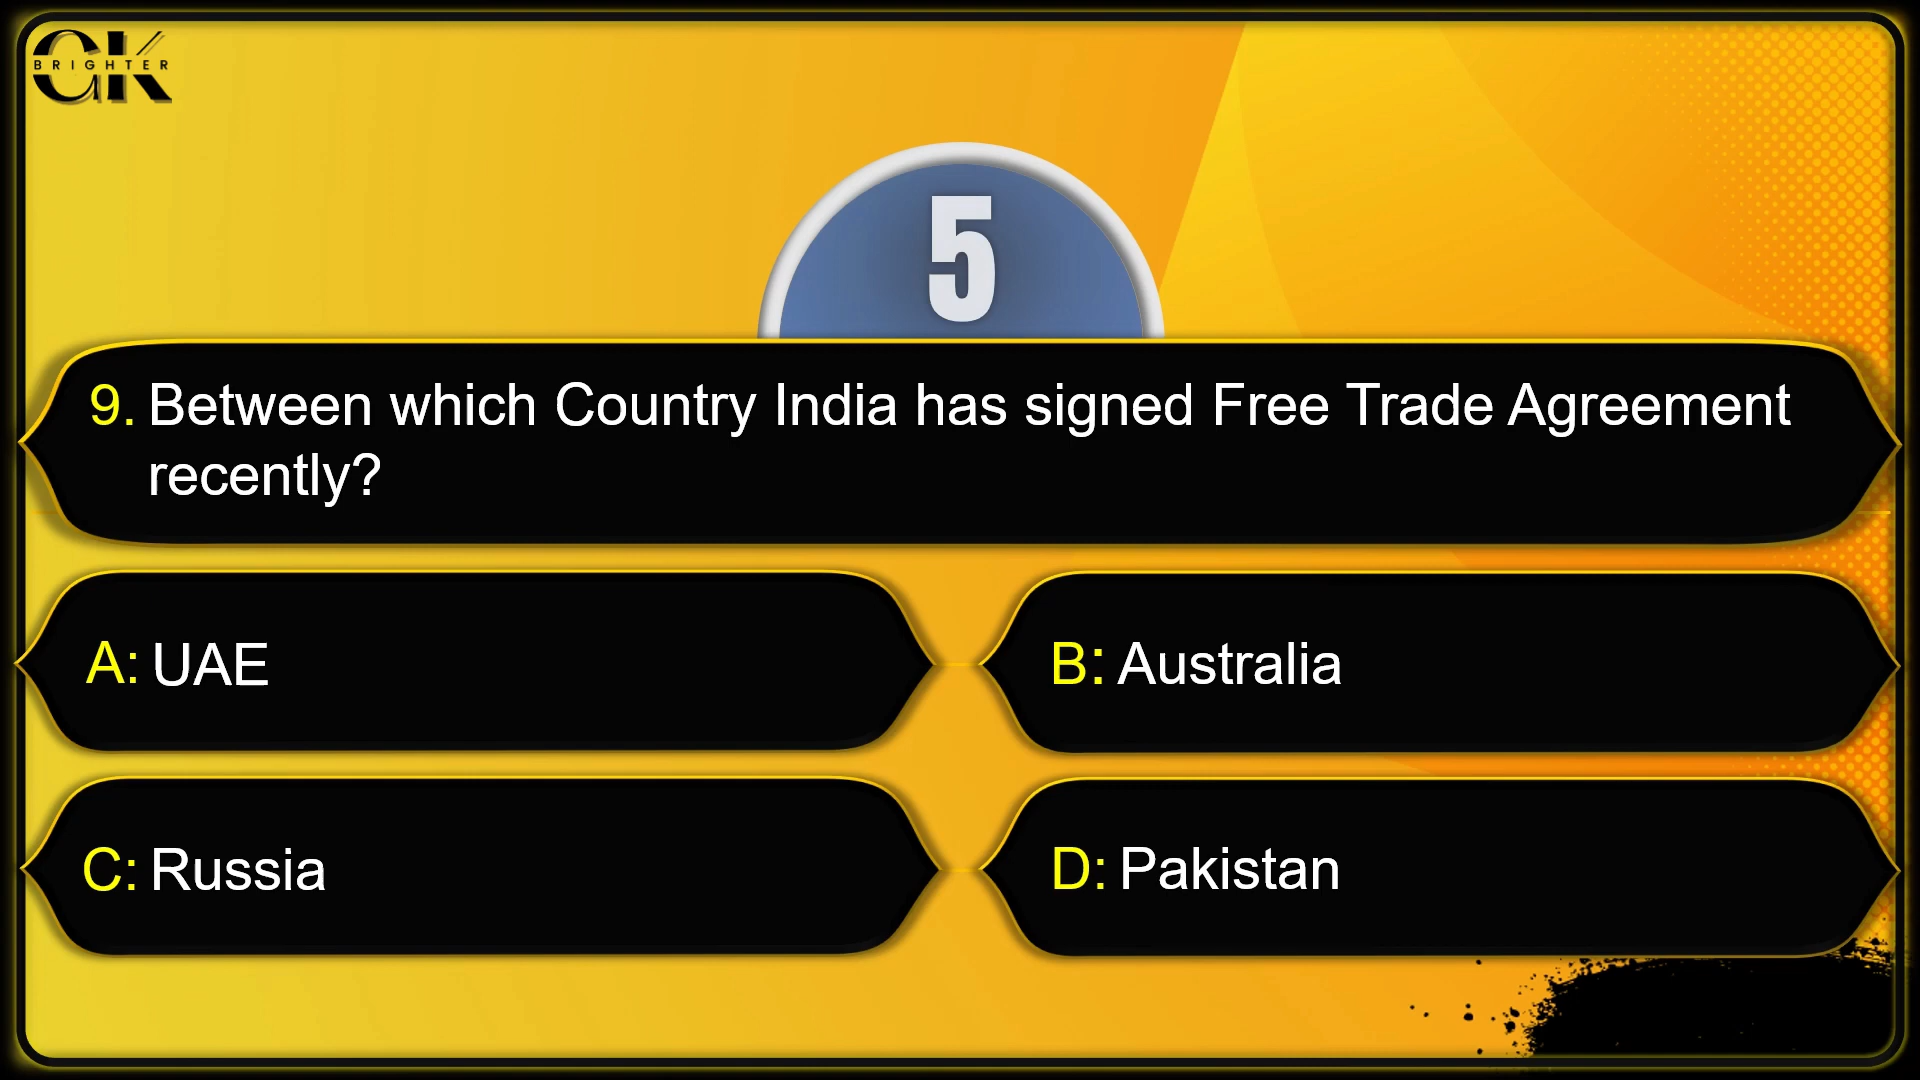 GK
BRIGHTER
5
9. Between which Country India has signed Free Trade Agreement
recently?
A: UAE
B: Australia
C: Russia
D: Pakistan